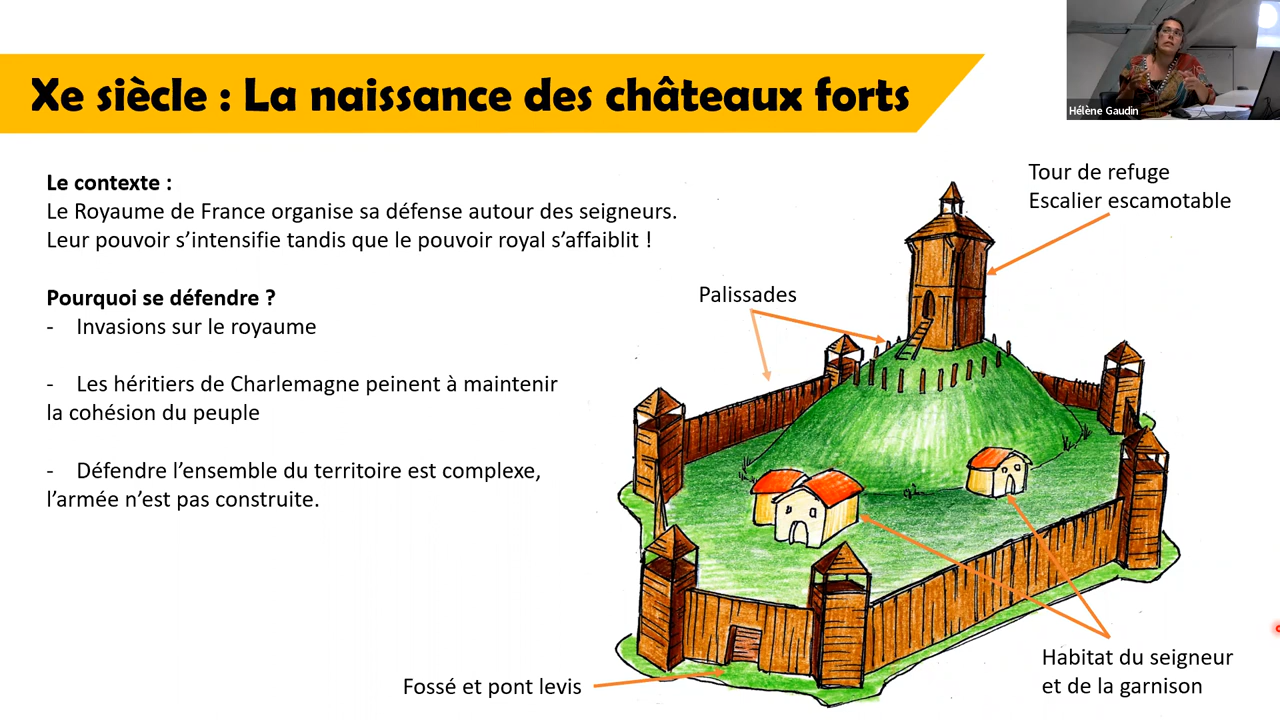 Xe siècle : La naissance des châteaux forts
Hélène Gaudin
Le contexte :
Le Royaume de France organise sa défense autour des seigneurs.
Leur pouvoir s’intensifie tandis que le pouvoir royal s’affaiblit !
Pourquoi se défendre ?
- Invasions sur le royaume
- Les héritiers de Charlemagne peinent à maintenir
la cohésion du peuple
- Défendre l’ensemble du territoire est complexe,
l’armée n’est pas construite.
Tour de refuge
Escalier escamotable
Palissades
Fossé et pont levis
Habitat du seigneur
et de la garnison